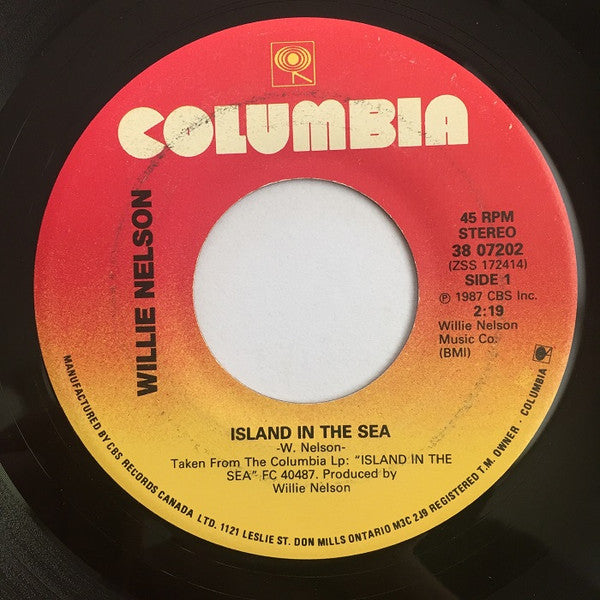 COLUMBIA
WILLIE NELSON
45 RPM
STEREO
38 07202
(ZSS 172414)
SIDE 1
℗ 1987 CBS Inc.
2:19
Willie Nelson
Music Co.
(BMI)
ISLAND IN THE SEA
-W. Nelson-
Taken From The Columbia Lp: "ISLAND IN THE
SEA" FC 40487. Produced by
Willie Nelson
MANUFACTURED BY CBS RECORDS CANADA LTD. 1121 LESLIE ST. DON MILLS ONTARIO M3C 2J9 REGISTERED T.M. OWNER - COLUMBIA